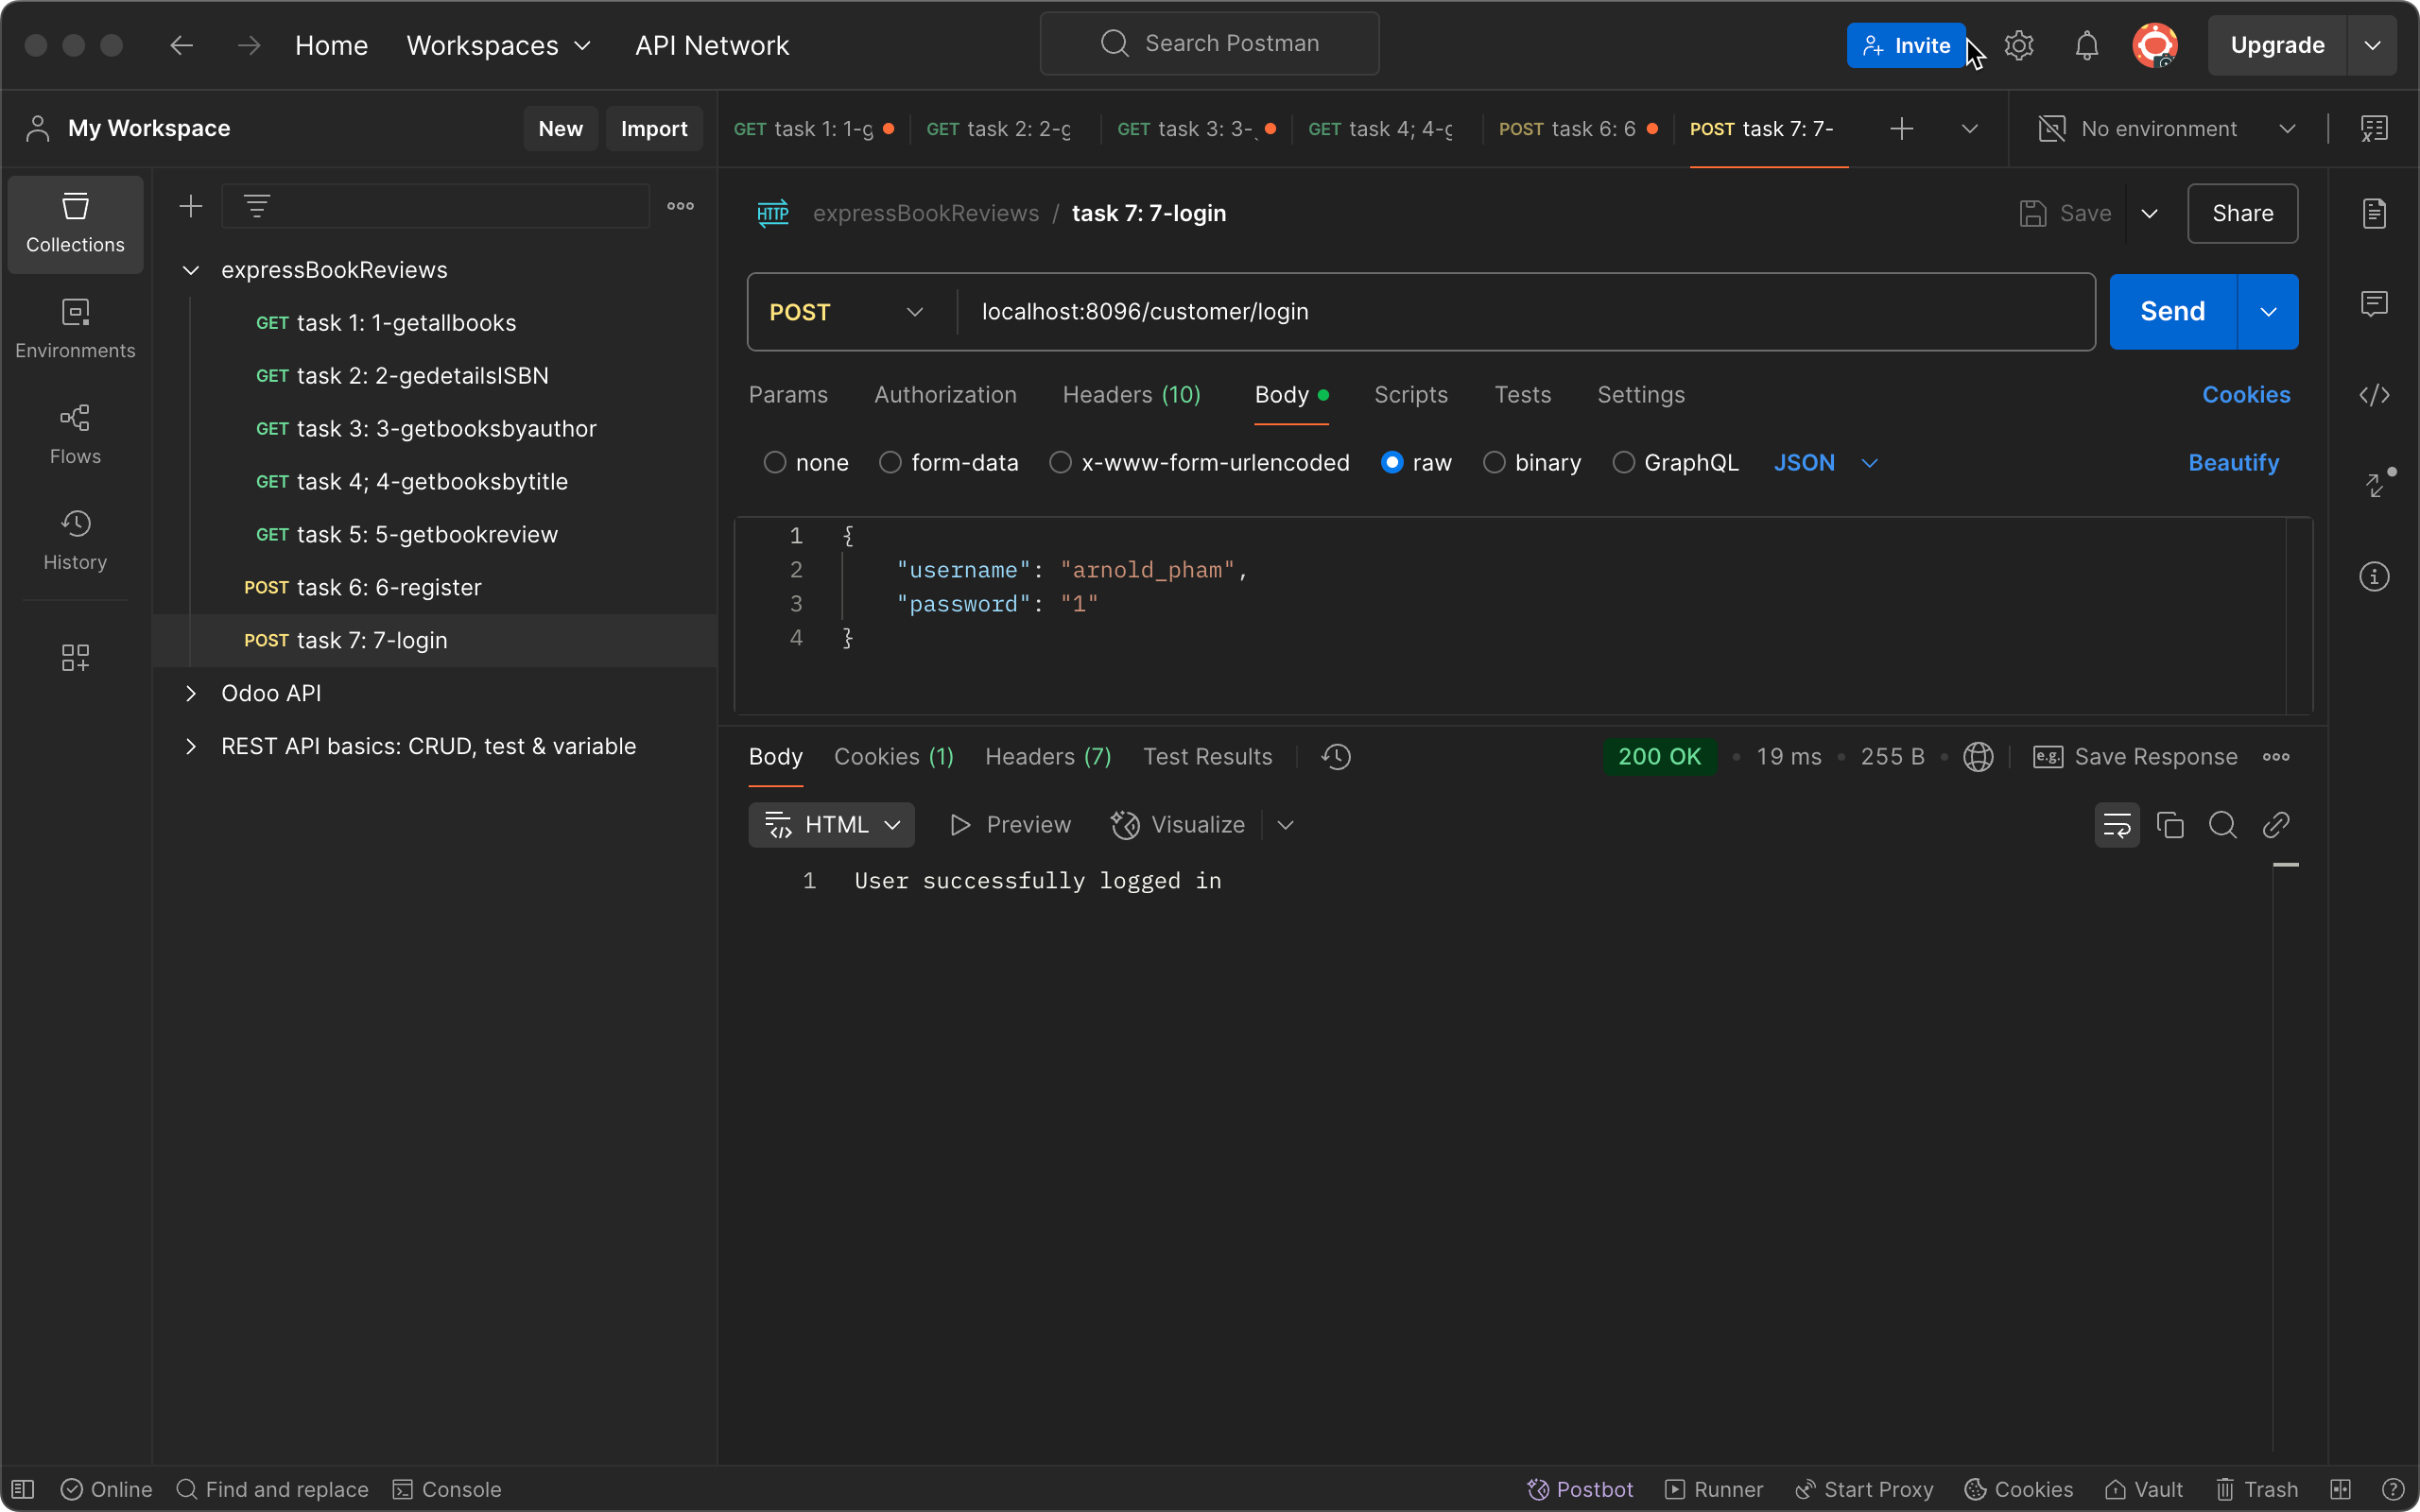 Home Workspaces API Network Search Postman Invite Upgrade
My Workspace New Import GET task 1: 1-g GET task 2: 2-g GET task 3: 3- GET task 4; 4-g POST task 6: 6 POST task 7: 7- No environment
Collections
Environments
Flows
History
expressBookReviews
GET task 1: 1-getallbooks
GET task 2: 2-gedetailsISBN
GET task 3: 3-getbooksbyauthor
GET task 4; 4-getbooksbytitle
GET task 5: 5-getbookreview
POST task 6: 6-register
POST task 7: 7-login
Odoo API
REST API basics: CRUD, test & variable
HTTP expressBookReviews / task 7: 7-login Save Share
POST localhost:8096/customer/login Send
Params Authorization Headers (10) Body Scripts Tests Settings Cookies
none form-data x-www-form-urlencoded raw binary GraphQL JSON Beautify
1 {
2 "username": "arnold_pham",
3 "password": "1"
4 }
Body Cookies (1) Headers (7) Test Results 200 OK 19 ms 255 B e.g. Save Response
HTML Preview Visualize
1 User successfully logged in
Online Find and replace Console Postbot Runner Start Proxy Cookies Vault Trash